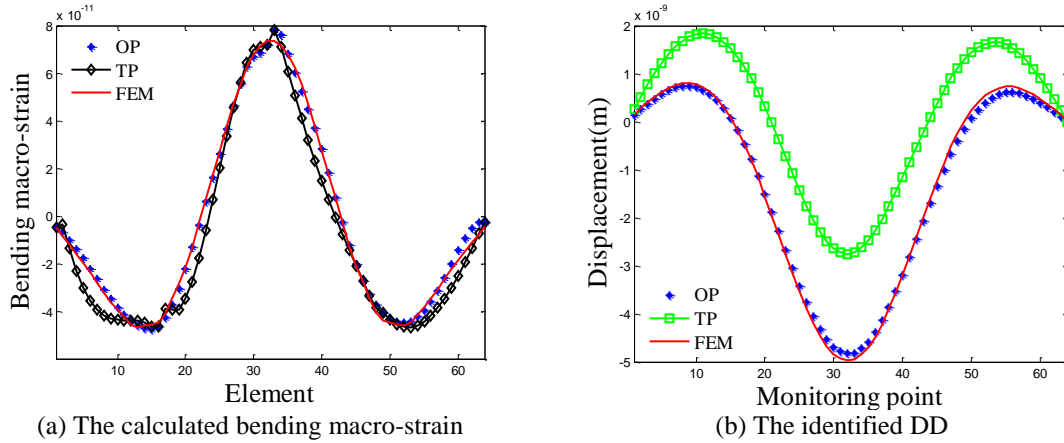 x 10⁻¹¹
8
6
4
2
0
-2
-4
10 20 30 40 50 60
Bending macro-strain
Element
OP
TP
FEM
(a) The calculated bending macro-strain
x 10⁻⁹
2
1
0
-1
-2
-3
-4
-5
10 20 30 40 50 60
Displacement(m)
Monitoring point
OP
TP
FEM
(b) The identified DD